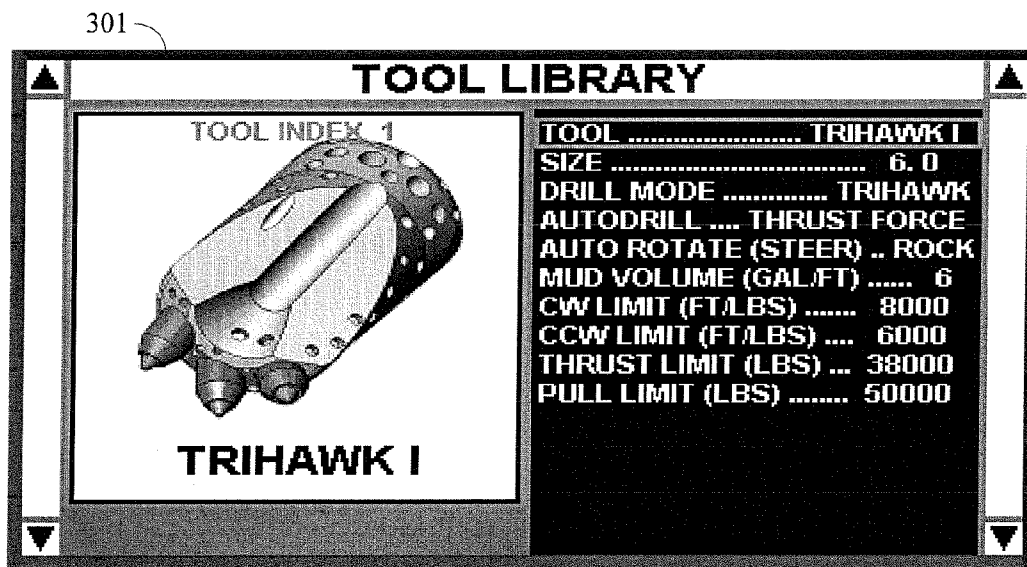 301
TOOL LIBRARY
TOOL INDEX 1
TRIHAWK I
TOOL ...................... TRIHAWK I
SIZE ................................. 6.0
DRILL MODE .............. TRIHAWK
AUTODRILL .... THRUST FORCE
AUTO ROTATE (STEER) .. ROCK
MUD VOLUME (GAL/FT) ...... 6
CW LIMIT (FT/LBS) ....... 8000
CCW LIMIT (FT/LBS) .... 6000
THRUST LIMIT (LBS) ... 38000
PULL LIMIT (LBS) ........ 50000